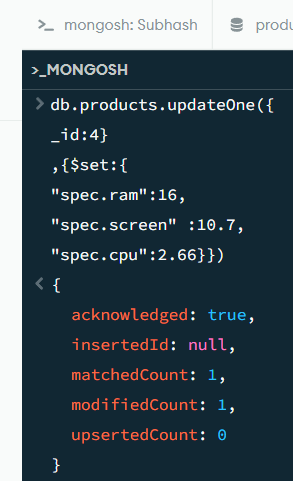 mongosh: Subhash produ
>_MONGOSH
db.products.updateOne({
_id:4}
,{$set:{
"spec.ram":16,
"spec.screen" :10.7,
"spec.cpu":2.66}})
{
acknowledged: true,
insertedId: null,
matchedCount: 1,
modifiedCount: 1,
upsertedCount: 0
}